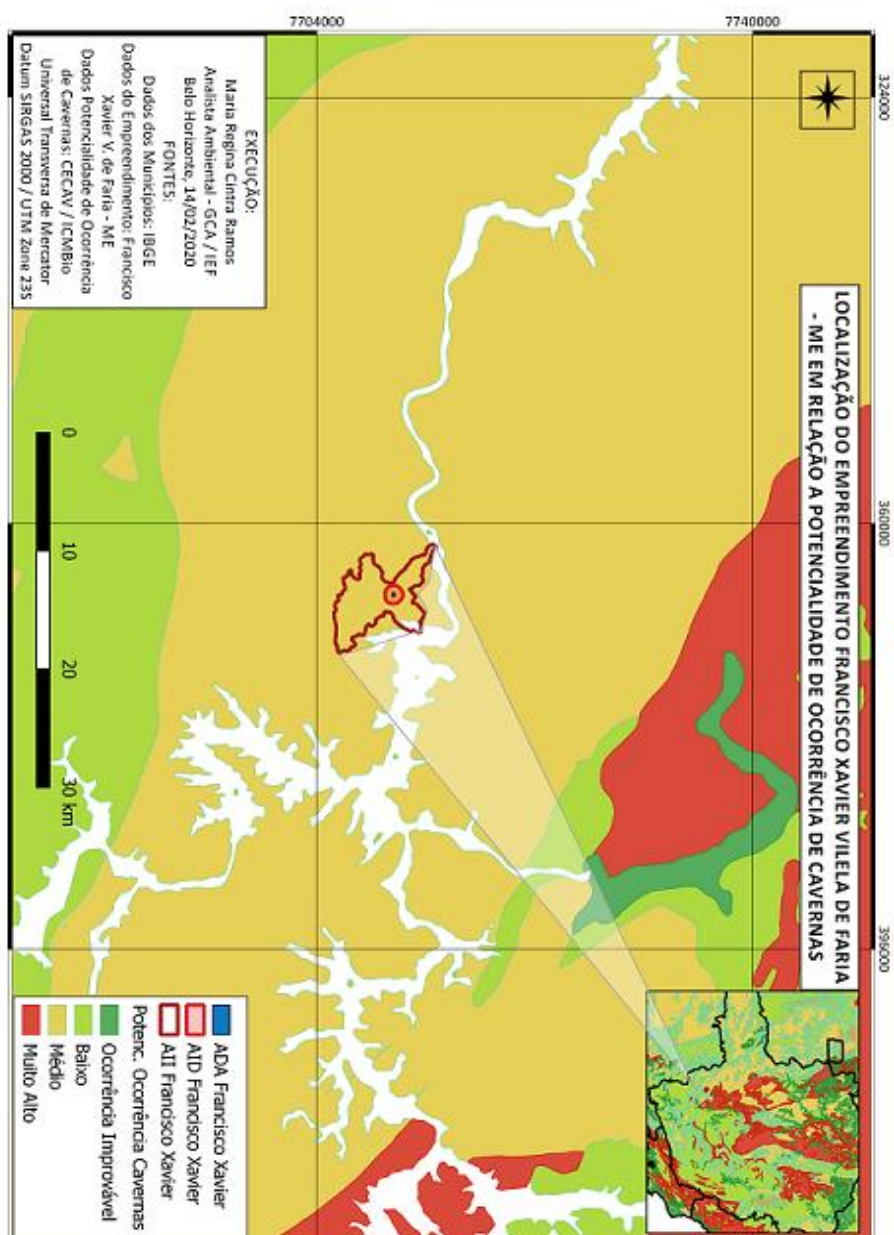 LOCALIZAÇÃO DO EMPREENDIMENTO FRANCISCO XAVIER VILELA DE FARIA
- ME EM RELAÇÃO A POTENCIALIDADE DE OCORRÊNCIA DE CAVERNAS
324000
360000
396000
7740000
7704000
EXECUÇÃO:
Maria Regina Cintra Ramos
Analista Ambiental - GCA / IEF
Belo Horizonte, 14/02/2020
FONTES:
Dados dos Municípios: IBGE
Dados do Empreendimento: Francisco
Xavier V. de Faria - ME
Dados Potencialidade de Ocorrência
de Cavernas: CECAV / ICMBio
Universal Transversa de Mercator
Datum SIRGAS 2000 / UTM Zone 23S
0
10
20
30 km
ADA Francisco Xavier
AID Francisco Xavier
AII Francisco Xavier
Potenc. Ocorrência Cavernas
Ocorrência Improvável
Baixo
Médio
Muito Alto